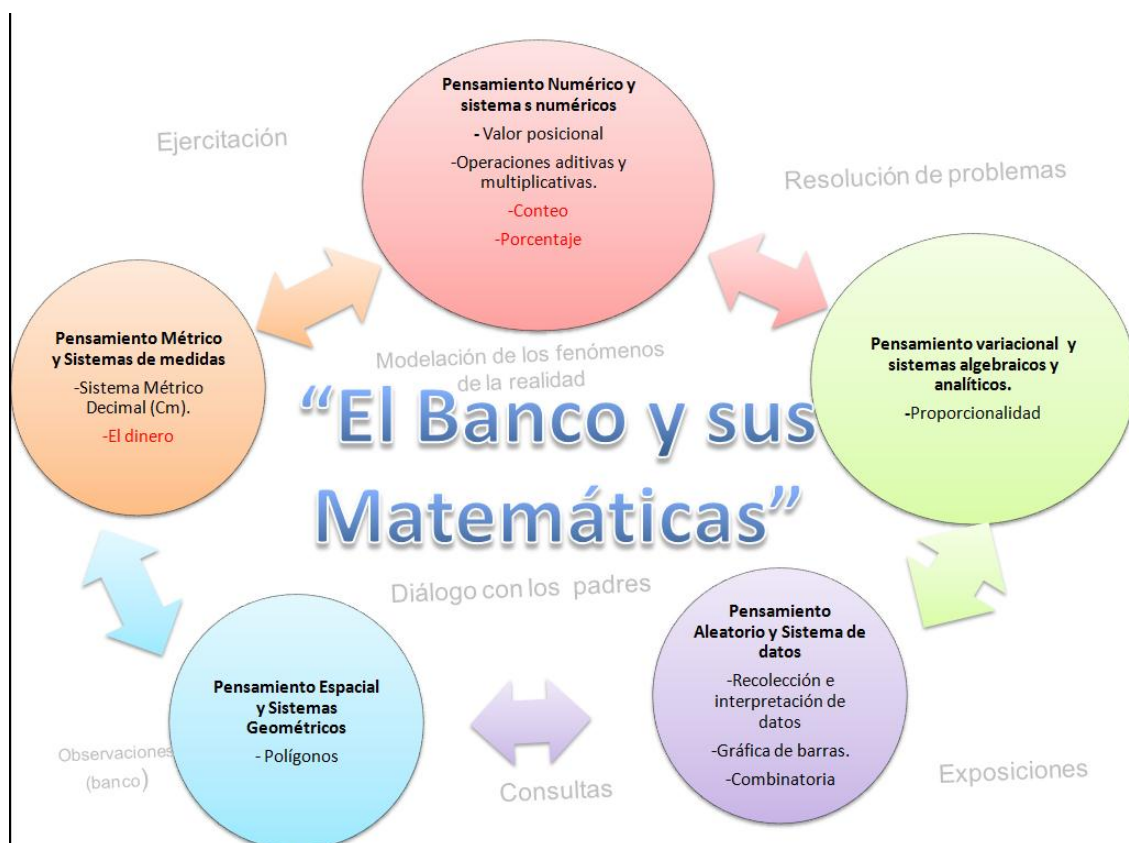 Pensamiento Numérico y
sistema s numéricos
- Valor posicional
-Operaciones aditivas y
multiplicativas.
-Conteo
-Porcentaje
Ejercitación
Resolución de problemas
Pensamiento Métrico
y Sistemas de medidas
-Sistema Métrico
Decimal (Cm).
-El dinero
Modelación de los fenómenos
de la realidad
Pensamiento variacional y
sistemas algebraicos y
analíticos.
-Proporcionalidad
“El Banco y sus
Matemáticas”
Diálogo con los padres
Pensamiento Espacial
y Sistemas
Geométricos
- Polígonos
Pensamiento
Aleatorio y Sistema de
datos
-Recolección e
interpretación de
datos
-Gráfica de barras.
-Combinatoria
Observaciones
(banco)
Consultas
Exposiciones